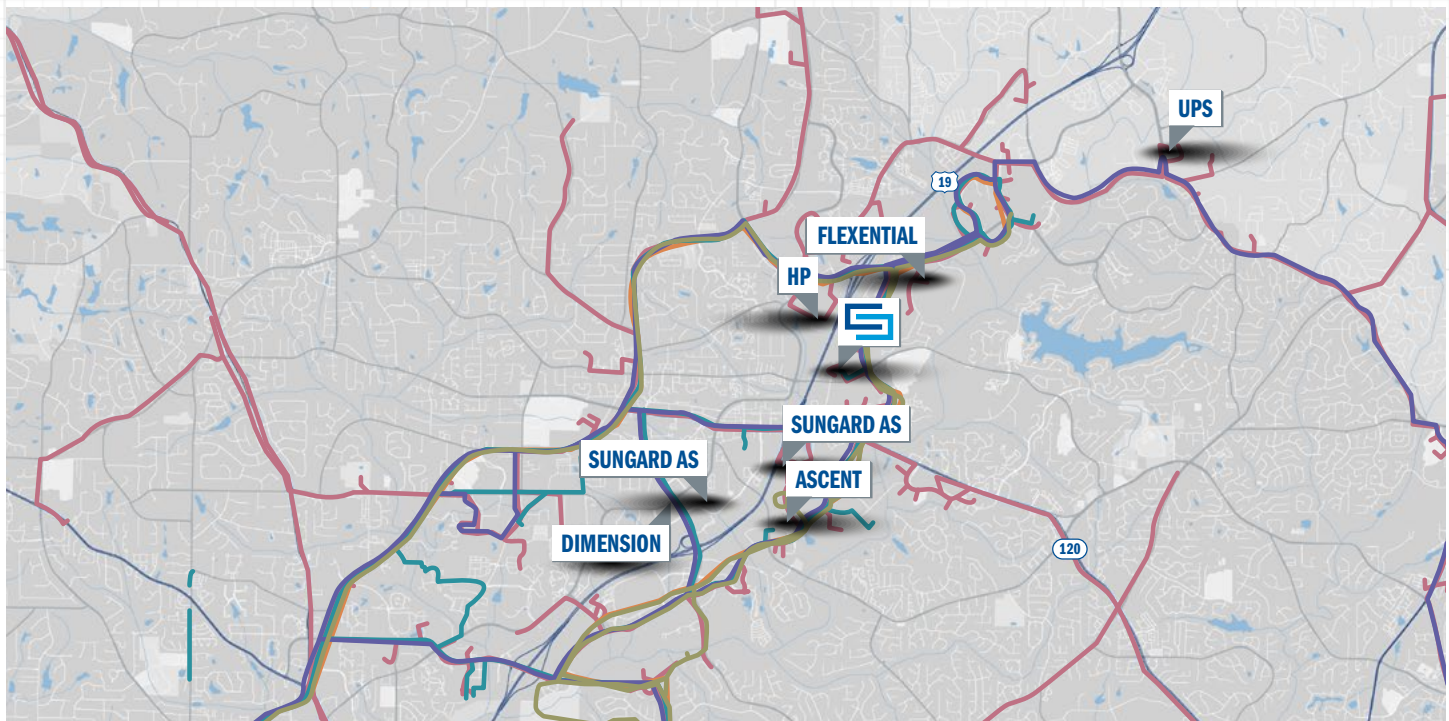 UPS
19
FLEXENTIAL
HP
SUNGARD AS
SUNGARD AS
ASCENT
DIMENSION
120